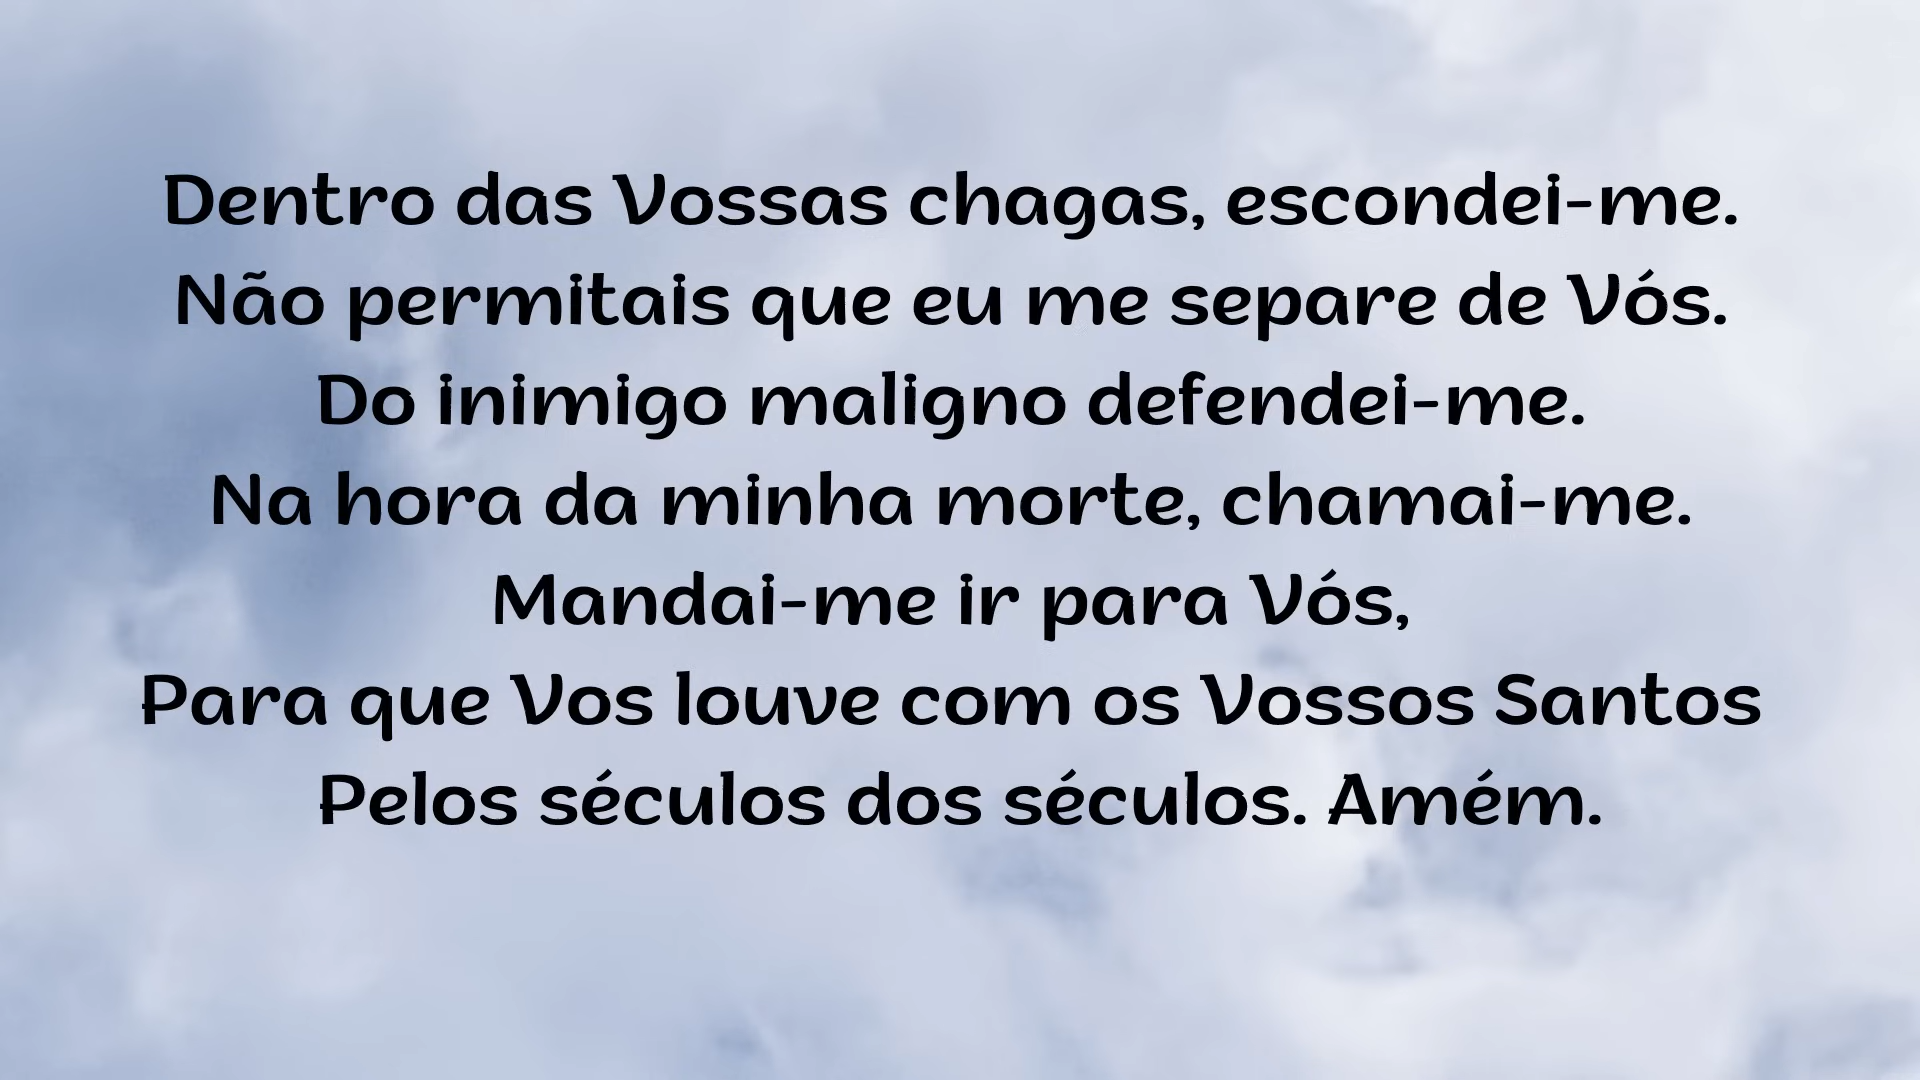 Dentro das Vossas chagas, escondei-me.
Não permitais que eu me separe de Vós.
Do inimigo maligno defendei-me.
Na hora da minha morte, chamai-me.
Mandai-me ir para Vós,
Para que Vos louve com os Vossos Santos
Pelos séculos dos séculos. Amém.